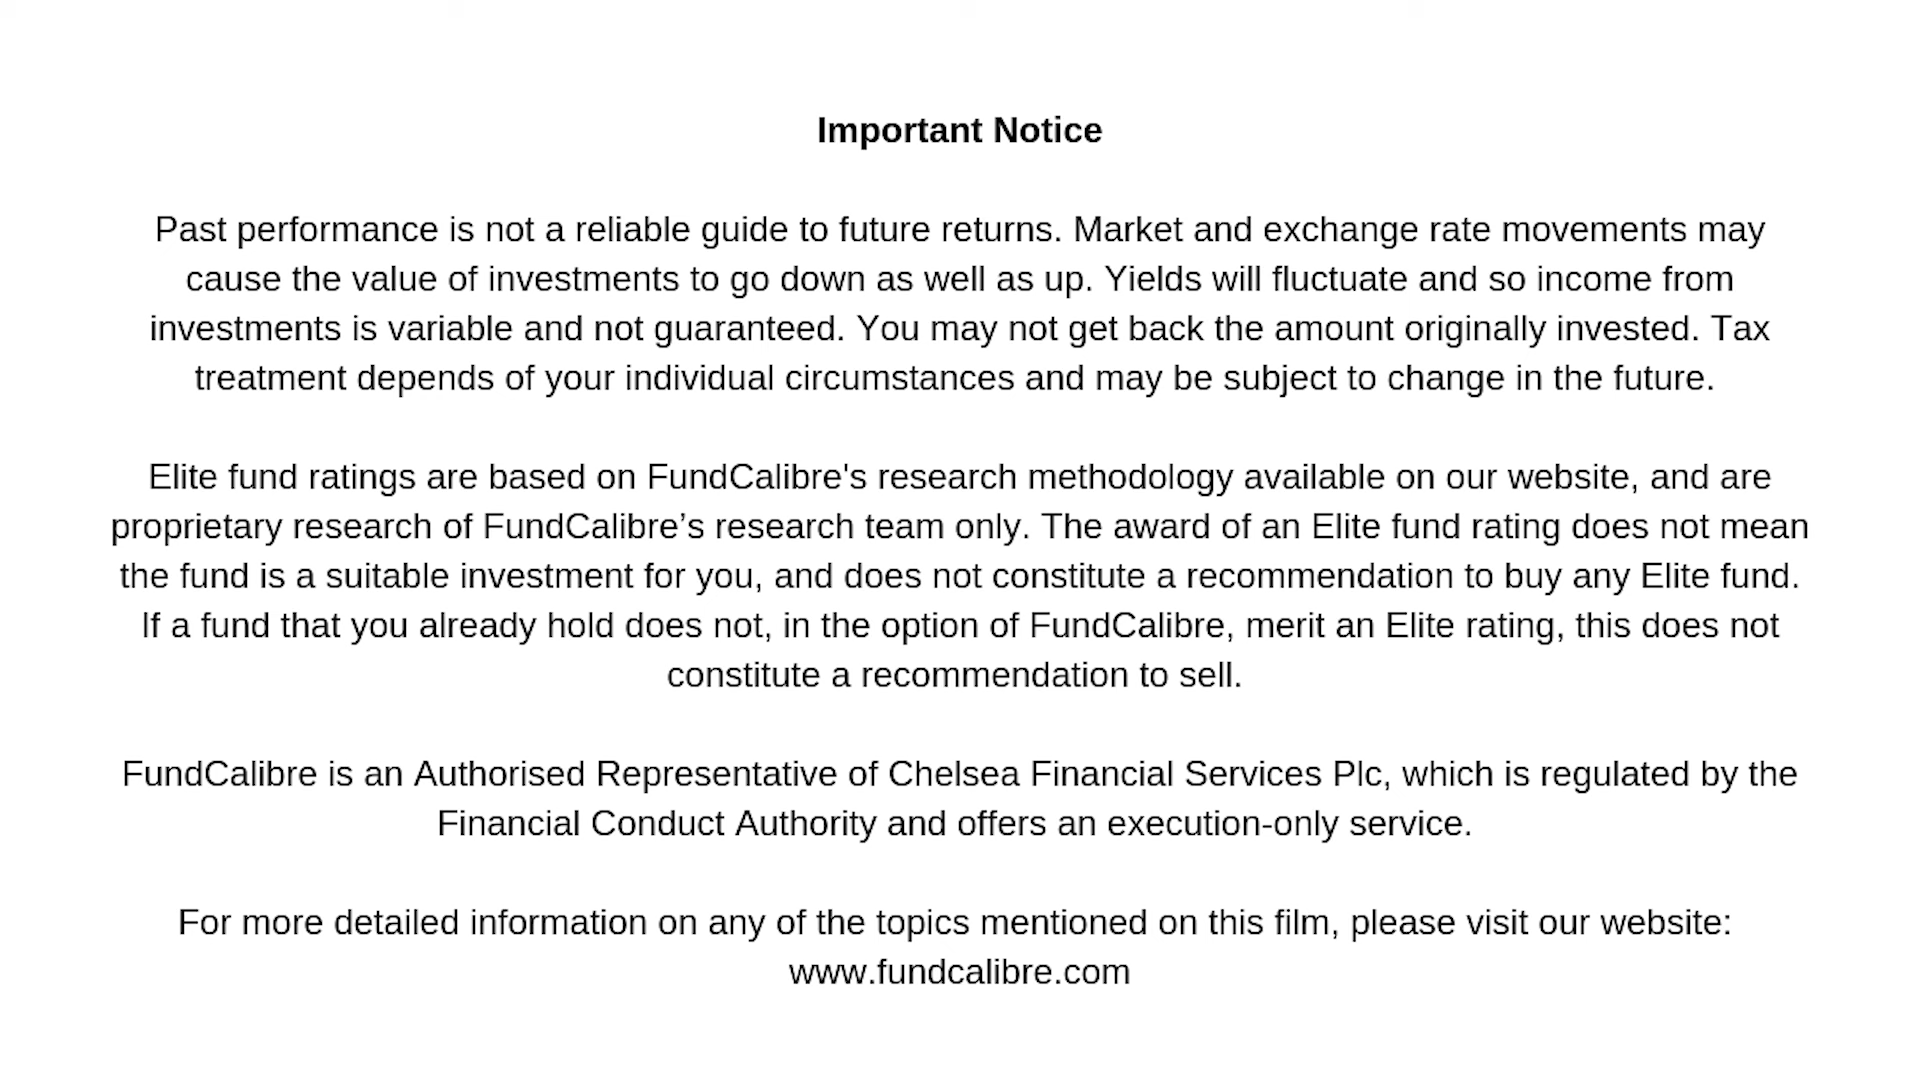 Important Notice
Past performance is not a reliable guide to future returns. Market and exchange rate movements may
cause the value of investments to go down as well as up. Yields will fluctuate and so income from
investments is variable and not guaranteed. You may not get back the amount originally invested. Tax
treatment depends of your individual circumstances and may be subject to change in the future.
Elite fund ratings are based on FundCalibre's research methodology available on our website, and are
proprietary research of FundCalibre’s research team only. The award of an Elite fund rating does not mean
the fund is a suitable investment for you, and does not constitute a recommendation to buy any Elite fund.
If a fund that you already hold does not, in the option of FundCalibre, merit an Elite rating, this does not
constitute a recommendation to sell.
FundCalibre is an Authorised Representative of Chelsea Financial Services Plc, which is regulated by the
Financial Conduct Authority and offers an execution-only service.
For more detailed information on any of the topics mentioned on this film, please visit our website:
www.fundcalibre.com